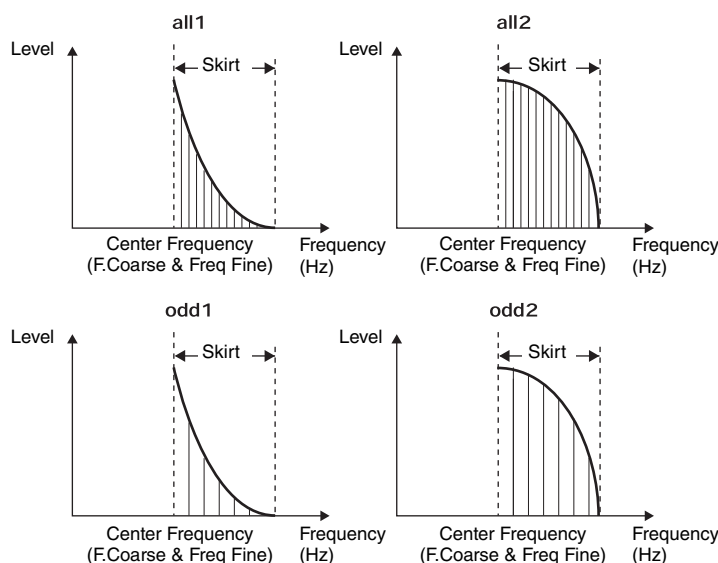 all1
Level
Skirt
Center Frequency
(F.Coarse & Freq Fine)
Frequency
(Hz)
all2
Level
Skirt
Center Frequency
(F.Coarse & Freq Fine)
Frequency
(Hz)
odd1
Level
Skirt
Center Frequency
(F.Coarse & Freq Fine)
Frequency
(Hz)
odd2
Level
Skirt
Center Frequency
(F.Coarse & Freq Fine)
Frequency
(Hz)